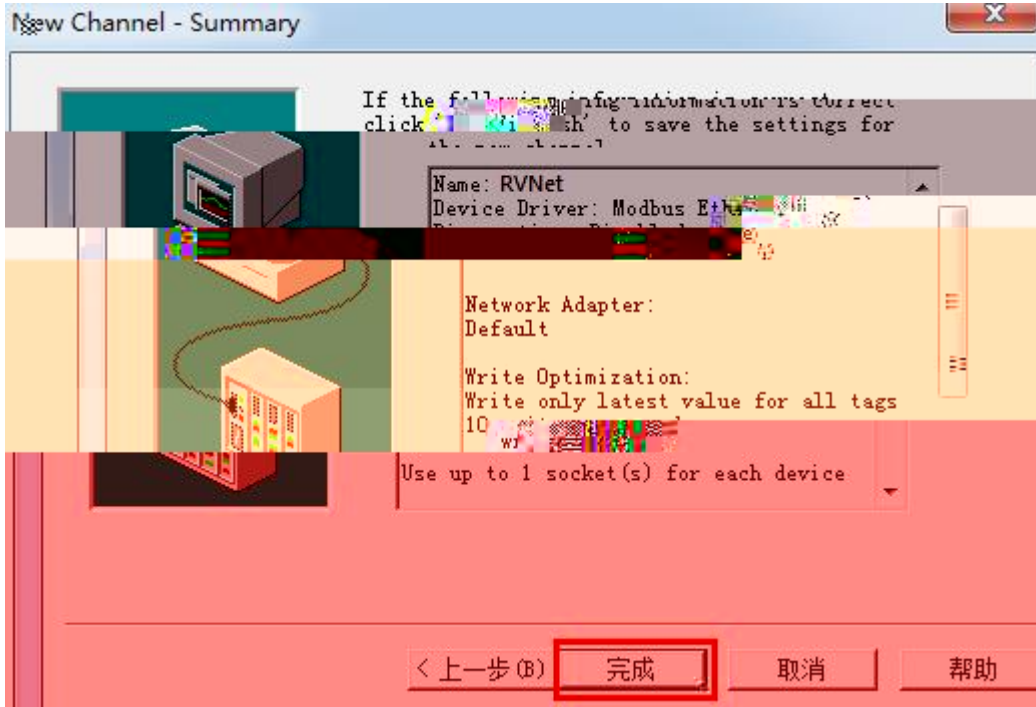 New Channel - Summary
If the
click to save the settings for
Name: RVNet
Device Driver: Modbus
Network Adapter:
Default
Write Optimization:
Write only latest value for all tags
10
Use up to 1 socket(s) for each device
< 上一步(B) 完成 取消 帮助